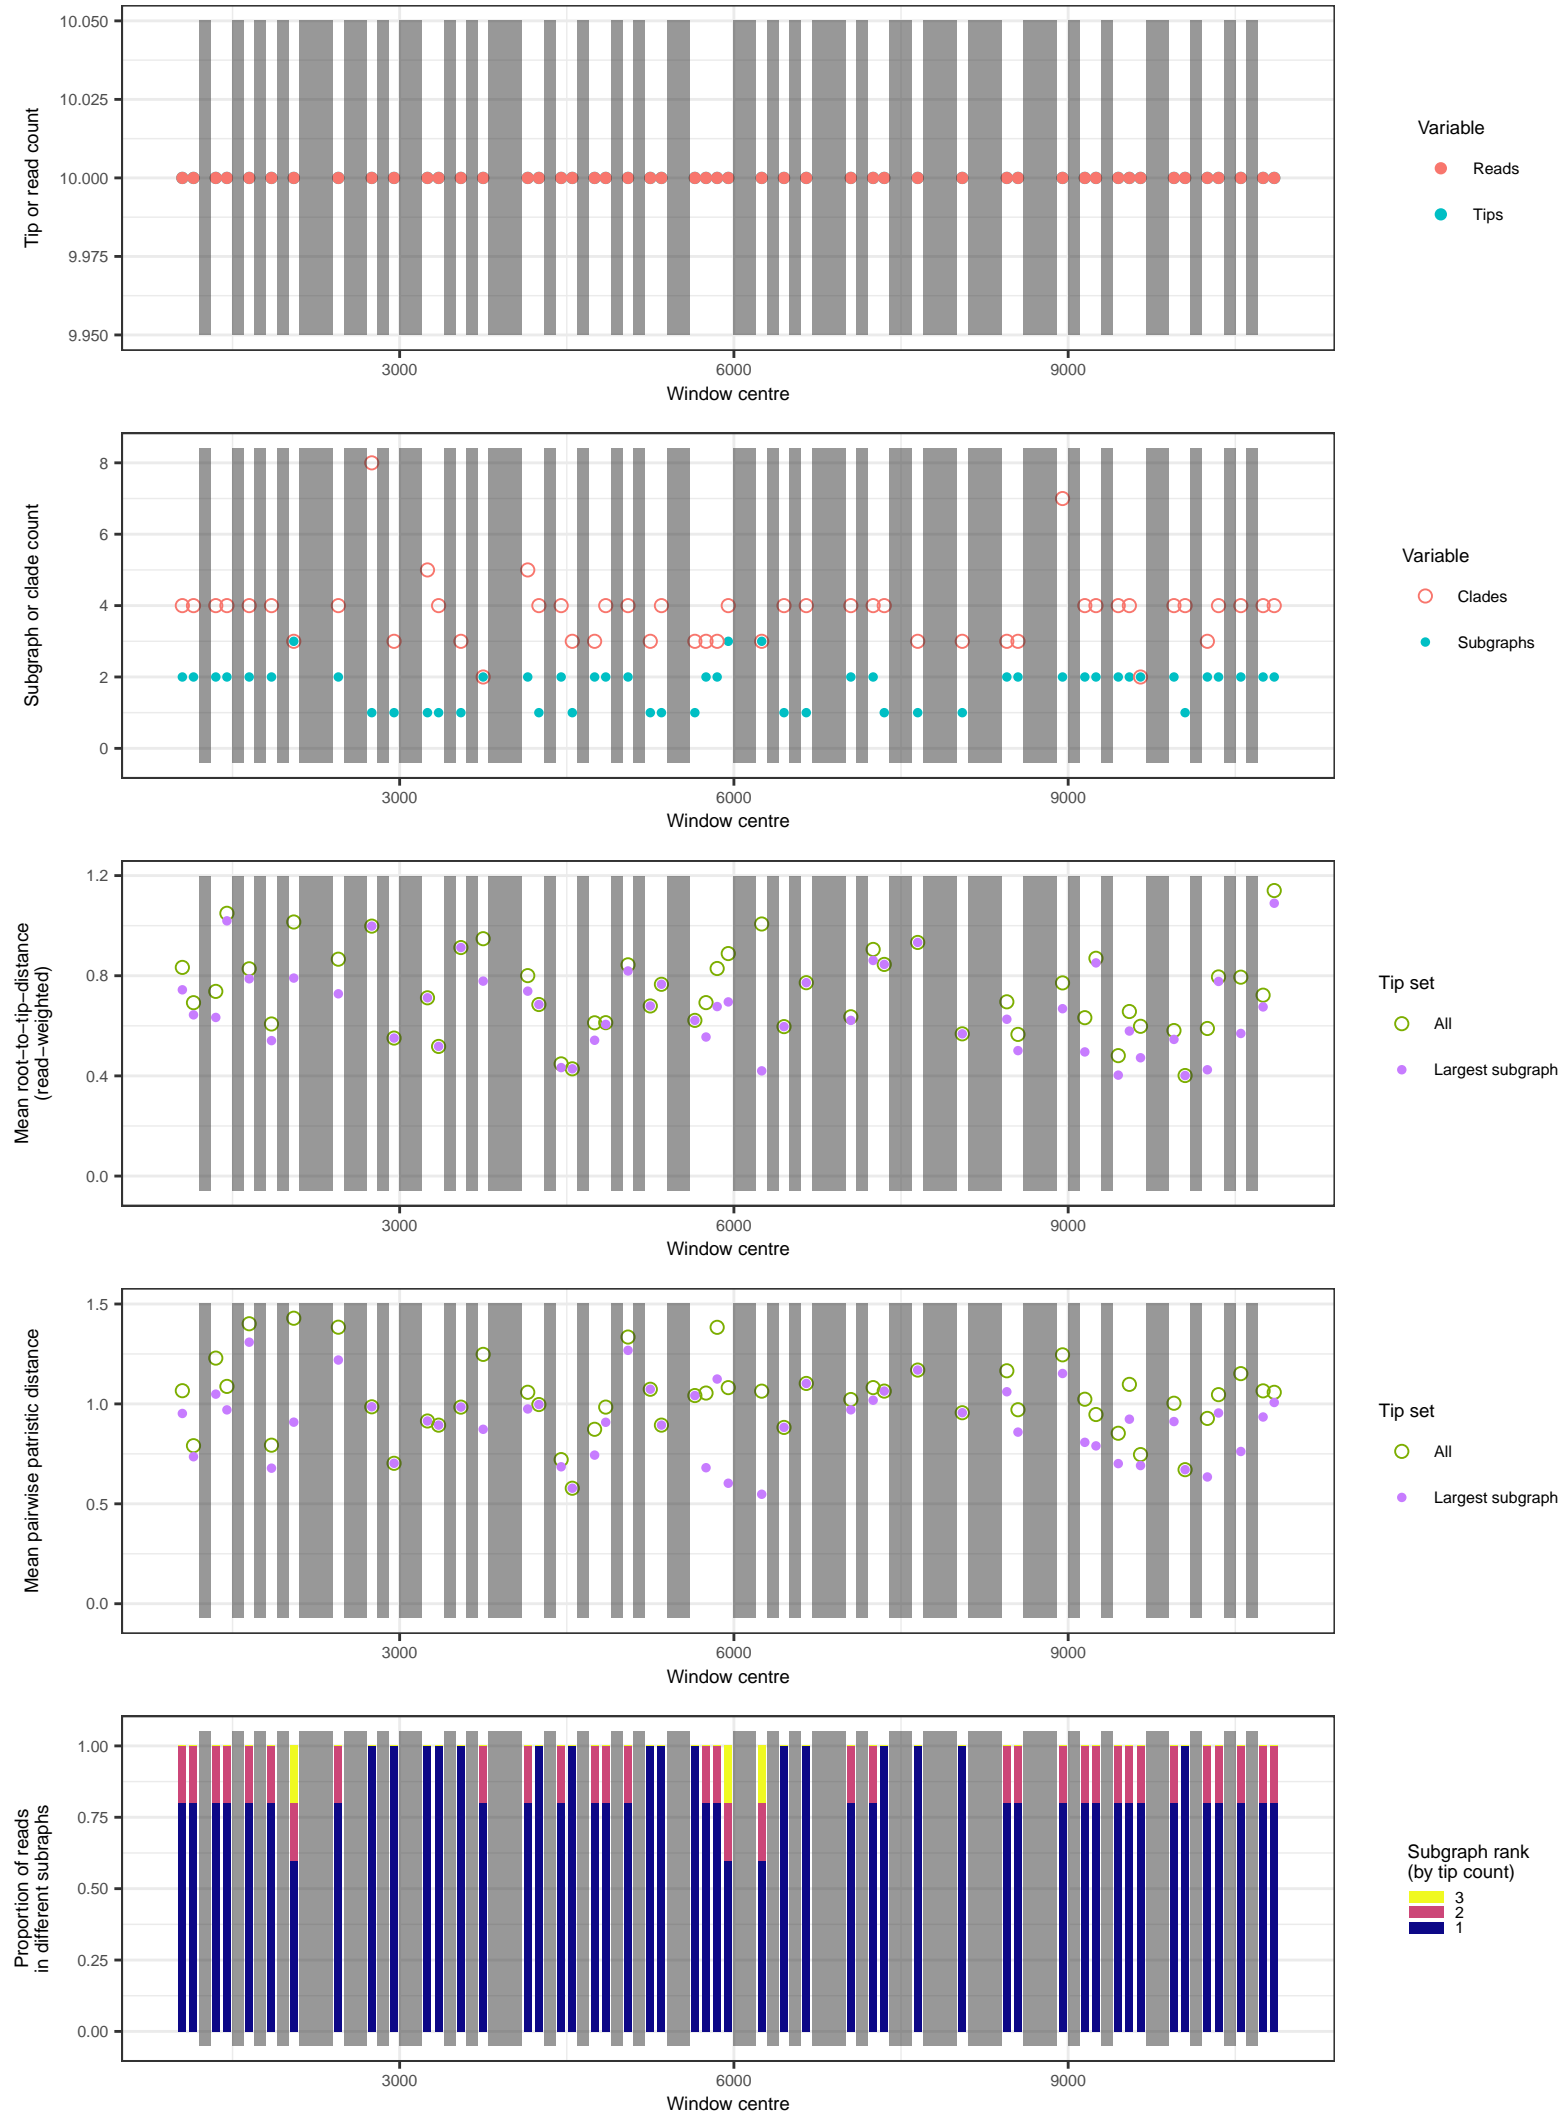 10.050
10.025
10.000
9.975
9.950
Tip or read count
3000 6000 9000
Window centre
Variable
Reads
Tips
8
6
4
2
0
Subgraph or clade count
3000 6000 9000
Window centre
Variable
Clades
Subgraphs
1.2
0.8
0.4
0.0
Mean root−to−tip−distance
(read−weighted)
3000 6000 9000
Window centre
Tip set
All
Largest subgraph
1.5
1.0
0.5
0.0
Mean pairwise patristic distance
3000 6000 9000
Window centre
Tip set
All
Largest subgraph
1.00
0.75
0.50
0.25
0.00
Proportion of reads
in different subraphs
3000 6000 9000
Window centre
Subgraph rank
(by tip count)
3
2
1